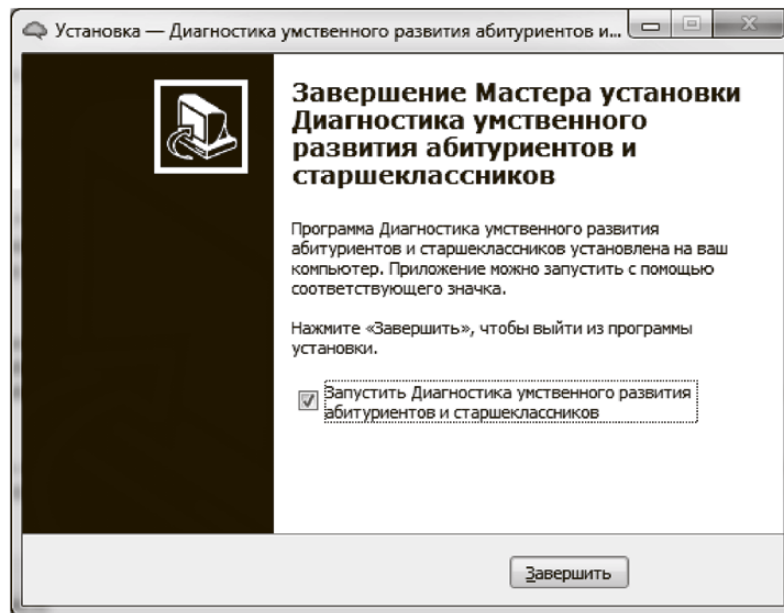 Установка — Диагностика умственного развития абитуриентов и...
Завершение Мастера установки
Диагностика умственного
развития абитуриентов и
старшеклассников
Программа Диагностика умственного развития
абитуриентов и старшеклассников установлена на ваш
компьютер. Приложение можно запустить с помощью
соответствующего значка.
Нажмите «Завершить», чтобы выйти из программы
установки.
Запустить Диагностика умственного развития
абитуриентов и старшеклассников
Завершить